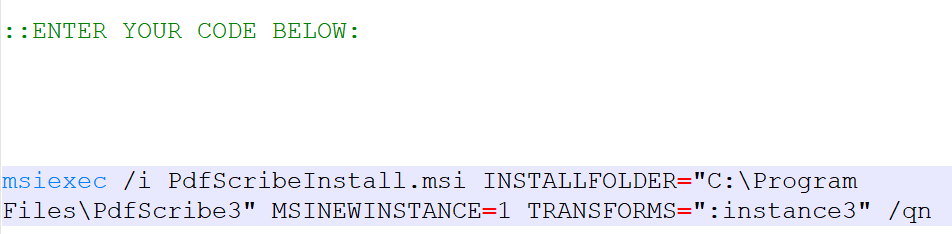 ::ENTER YOUR CODE BELOW:
msiexec /i PdfScribeInstall.msi INSTALLFOLDER="C:\Program
Files\PdfScribe3" MSINEWINSTANCE=1 TRANSFORMS=":instance3" /qn